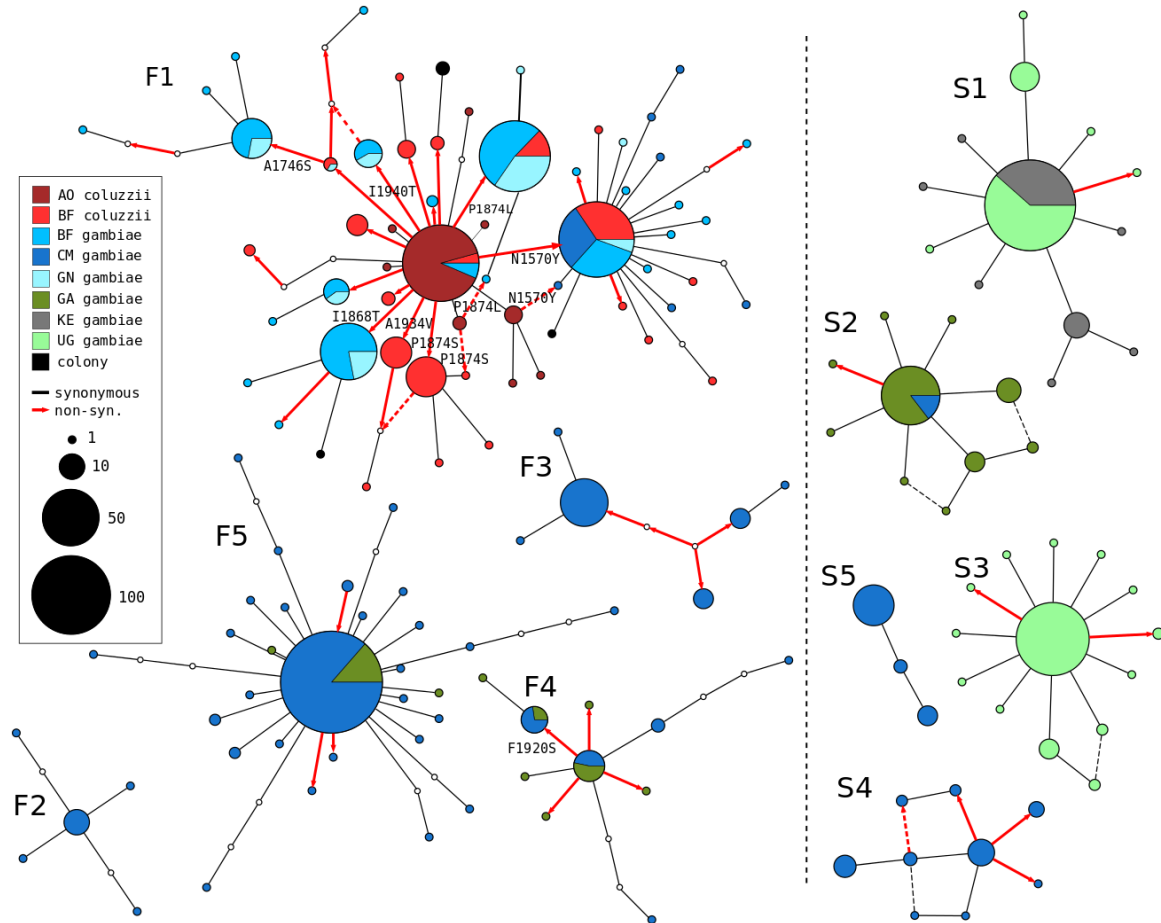 F1
S1
A1746S
I1940T
P1874L
AO coluzzii
BF coluzzii
BF gambiae
CM gambiae
GN gambiae
GA gambiae
KE gambiae
UG gambiae
colony
synonymous
non-syn.
1
10
50
100
N1570Y
P1874L
N1570Y
I1868T
A1934V
P1874S
P1874S
S2
F3
F5
S5
S3
F4
F1920S
F2
S4